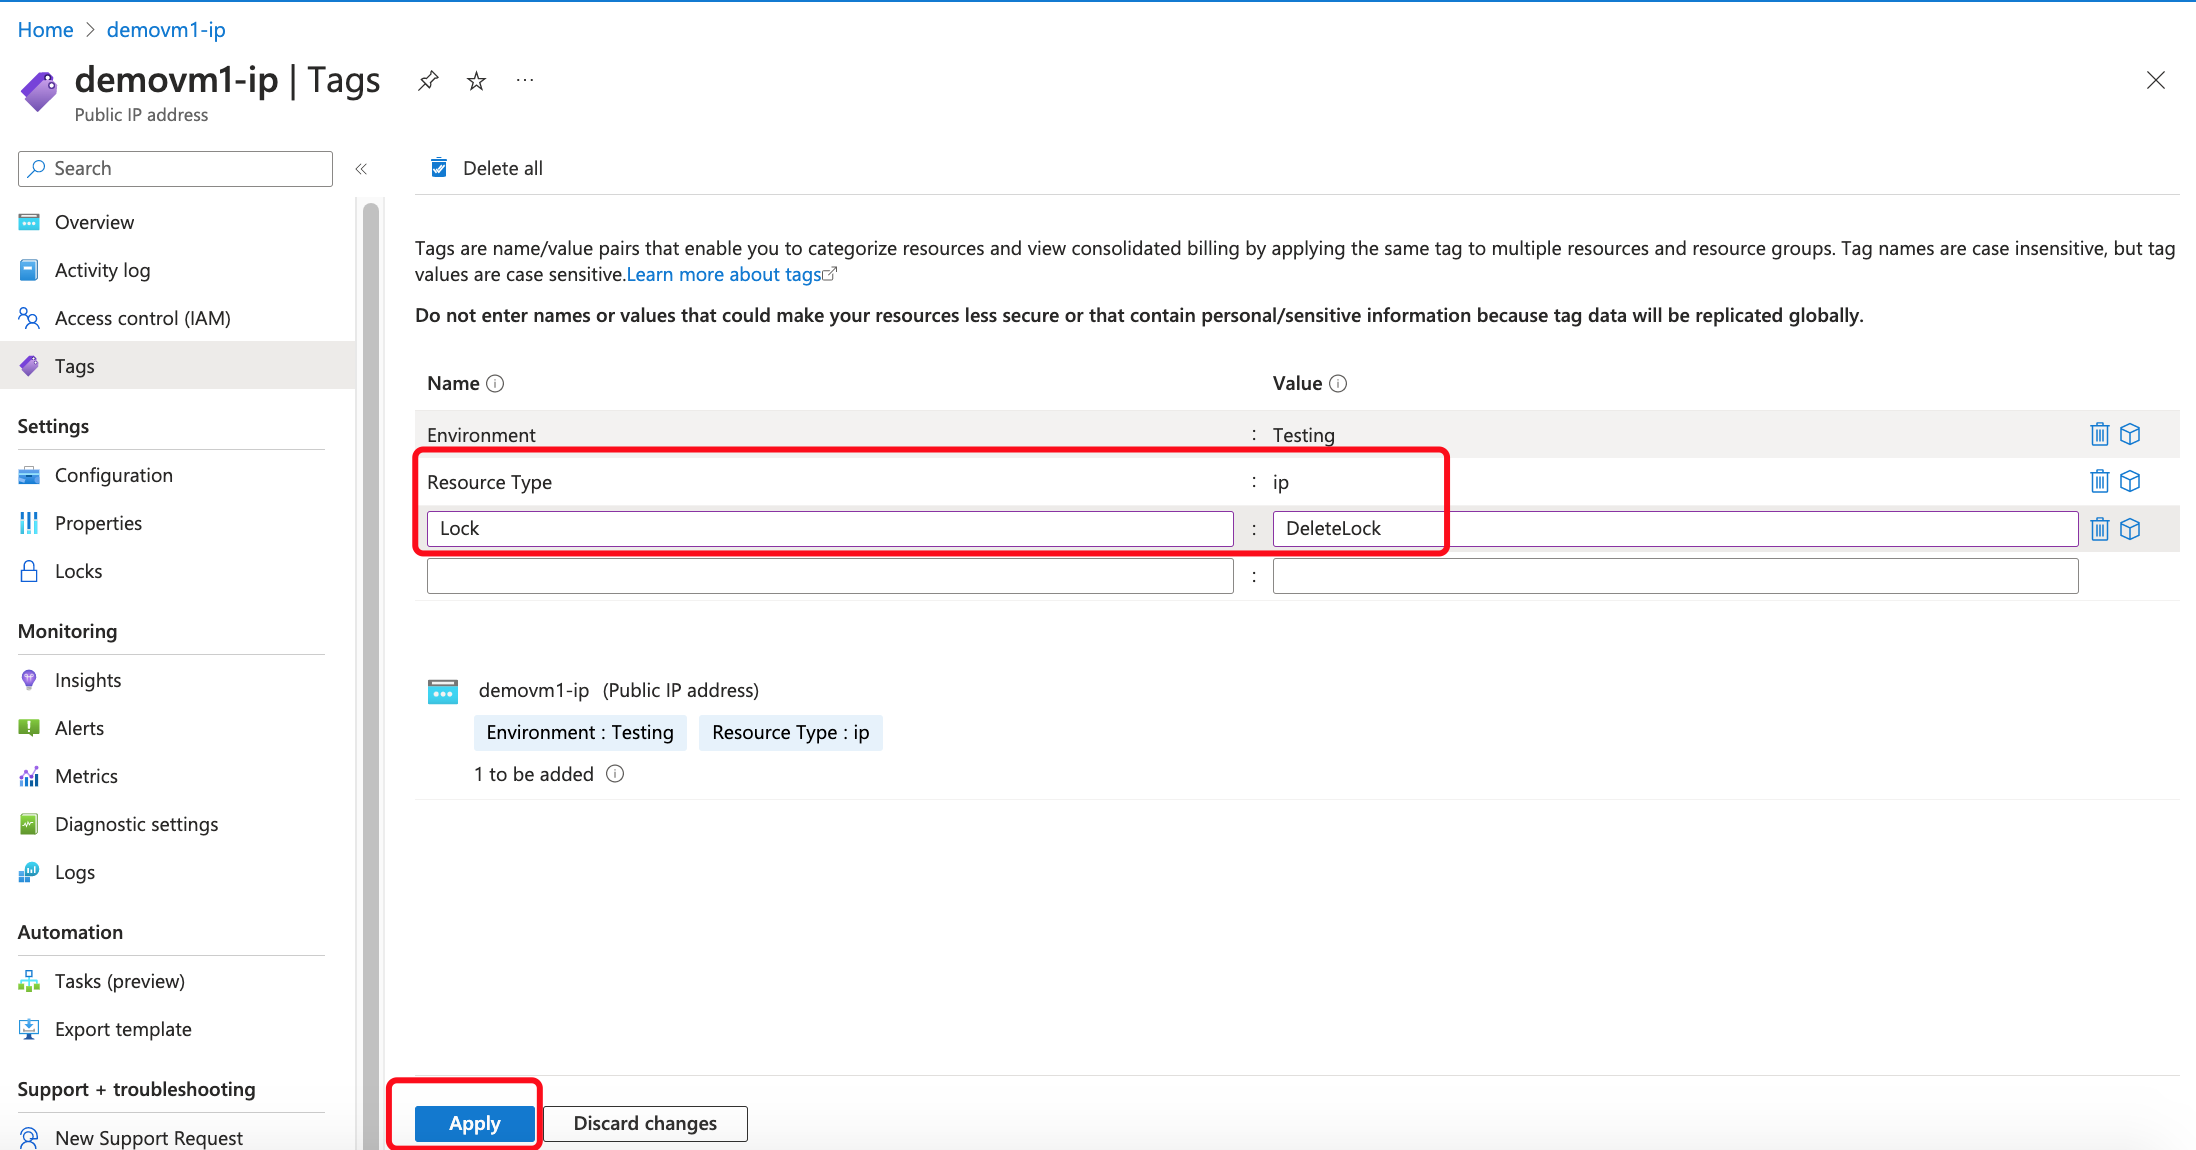 Home > demovm1-ip
demovm1-ip | Tags
Public IP address
Search
Overview
Activity log
Access control (IAM)
Tags
Settings
Configuration
Properties
Locks
Monitoring
Insights
Alerts
Metrics
Diagnostic settings
Logs
Automation
Tasks (preview)
Export template
Support + troubleshooting
New Support Request
Delete all
Tags are name/value pairs that enable you to categorize resources and view consolidated billing by applying the same tag to multiple resources and resource groups. Tag names are case insensitive, but tag
values are case sensitive.Learn more about tags
Do not enter names or values that could make your resources less secure or that contain personal/sensitive information because tag data will be replicated globally.
Name Value
Environment : Testing
Resource Type : ip
Lock : DeleteLock
:
demovm1-ip (Public IP address)
Environment : Testing Resource Type : ip
1 to be added
Apply Discard changes